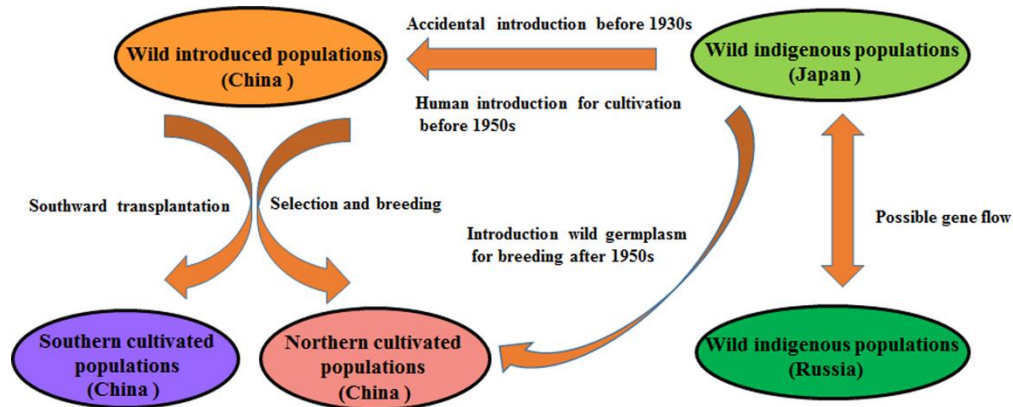 Accidental introduction before 1930s
Wild introduced populations
(China )
Wild indigenous populations
(Japan )
Human introduction for cultivation
before 1950s
Southward transplantation
Selection and breeding
Introduction wild germplasm
for breeding after 1950s
Possible gene flow
Southern cultivated
populations
(China )
Northern cultivated
populations
(China )
Wild indigenous populations
(Russia)